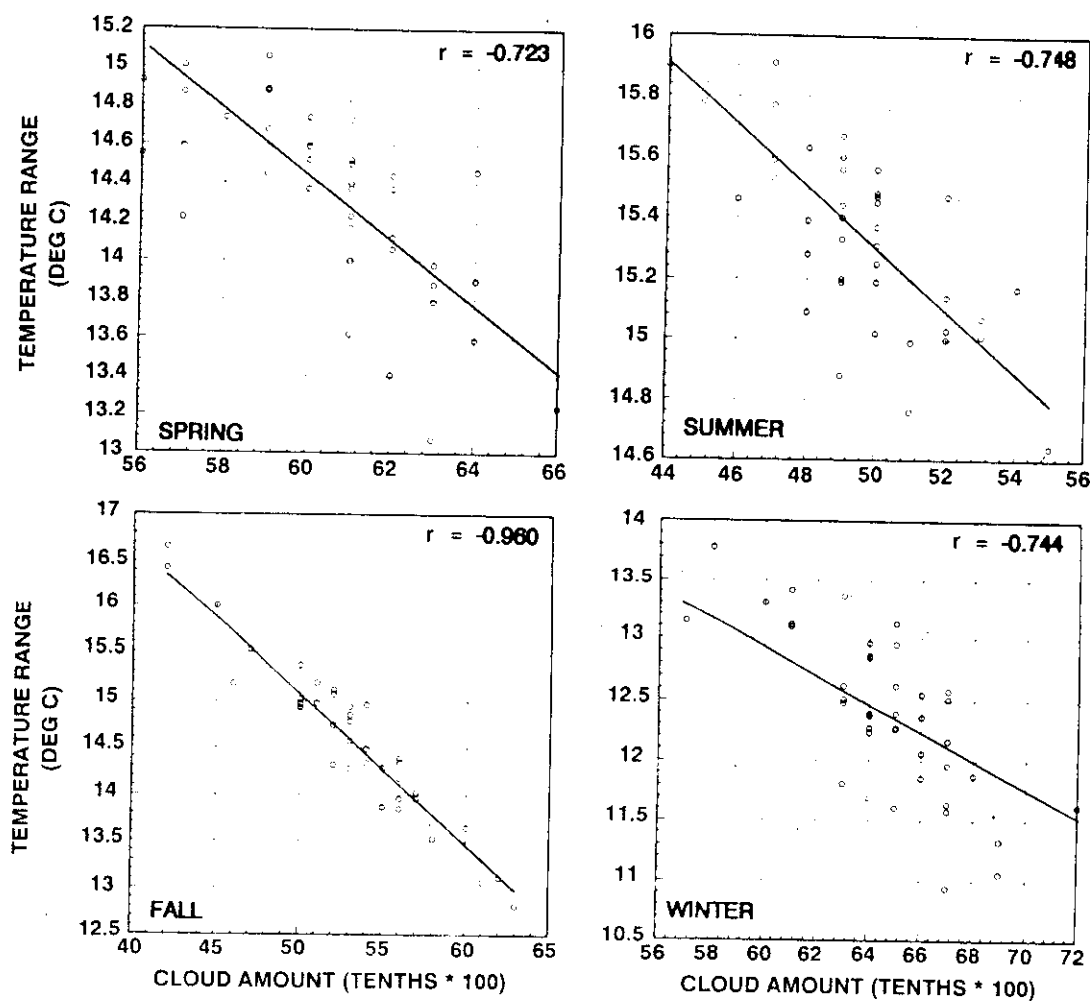 r = -0.723
15.2
15
14.8
14.6
14.4
14.2
14
13.8
13.6
13.4
13.2
13
TEMPERATURE RANGE
(DEG C)
SPRING
56 58 60 62 64 66
r = -0.748
16
15.8
15.6
15.4
15.2
15
14.8
14.6
SUMMER
44 46 48 50 52 54 56
r = -0.960
17
16.5
16
15.5
15
14.5
14
13.5
13
12.5
TEMPERATURE RANGE
(DEG C)
FALL
40 45 50 55 60 65
CLOUD AMOUNT (TENTHS * 100)
r = -0.744
14
13.5
13
12.5
12
11.5
11
10.5
WINTER
56 58 60 62 64 66 68 70 72
CLOUD AMOUNT (TENTHS * 100)